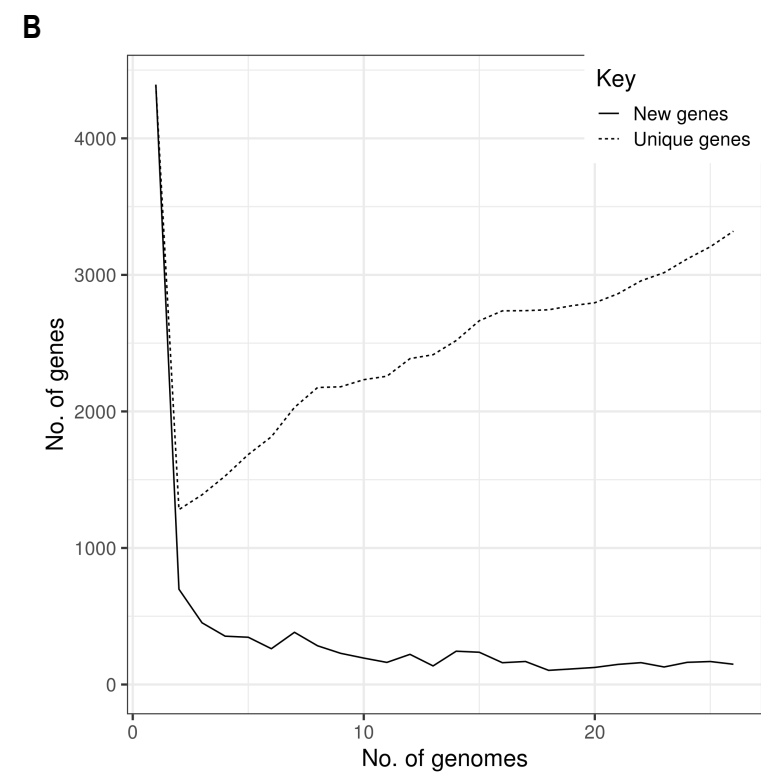 B
Key
New genes
Unique genes
No. of genes
4000
3000
2000
1000
0
0 10 20
No. of genomes